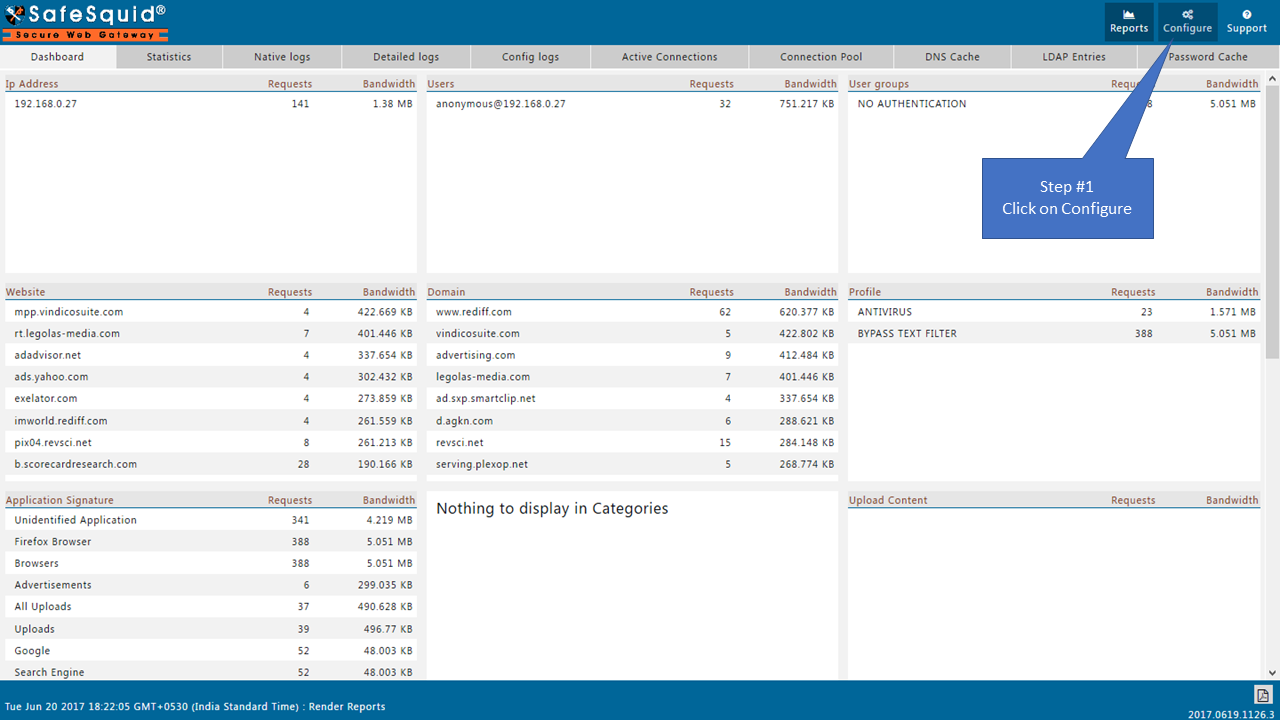 SafeSquid®
Secure Web Gateway
Reports Configure Support
Dashboard Statistics Native logs Detailed logs Config logs Active Connections Connection Pool DNS Cache LDAP Entries Password Cache
Ip Address Requests Bandwidth
192.168.0.27 141 1.38 MB
Users Requests Bandwidth
anonymous@192.168.0.27 32 751.217 KB
User groups Bandwidth
NO AUTHENTICATION 5.051 MB
Step #1
Click on Configure
Website Requests Bandwidth
mpp.vindicosuite.com 4 422.669 KB
rt.legolas-media.com 7 401.446 KB
adadvisor.net 4 337.654 KB
ads.yahoo.com 4 302.432 KB
exelator.com 4 273.859 KB
imworld.rediff.com 4 261.559 KB
pix04.revsci.net 8 261.213 KB
b.scorecardresearch.com 28 190.166 KB
Domain Requests Bandwidth
www.rediff.com 62 620.377 KB
vindicosuite.com 5 422.802 KB
advertising.com 9 412.484 KB
legolas-media.com 7 401.446 KB
ad.sxp.smartclip.net 4 337.654 KB
d.agkn.com 6 288.621 KB
revsci.net 15 284.148 KB
serving.plexop.net 5 268.774 KB
Profile Requests Bandwidth
ANTIVIRUS 23 1.571 MB
BYPASS TEXT FILTER 388 5.051 MB
Application Signature Requests Bandwidth
Unidentified Application 341 4.219 MB
Firefox Browser 388 5.051 MB
Browsers 388 5.051 MB
Advertisements 6 299.035 KB
All Uploads 37 490.628 KB
Uploads 39 496.77 KB
Google 52 48.003 KB
Search Engine 52 48.003 KB
Nothing to display in Categories
Upload Content Requests Bandwidth
Tue Jun 20 2017 18:22:05 GMT+0530 (India Standard Time) : Render Reports
2017.0619.1126.3